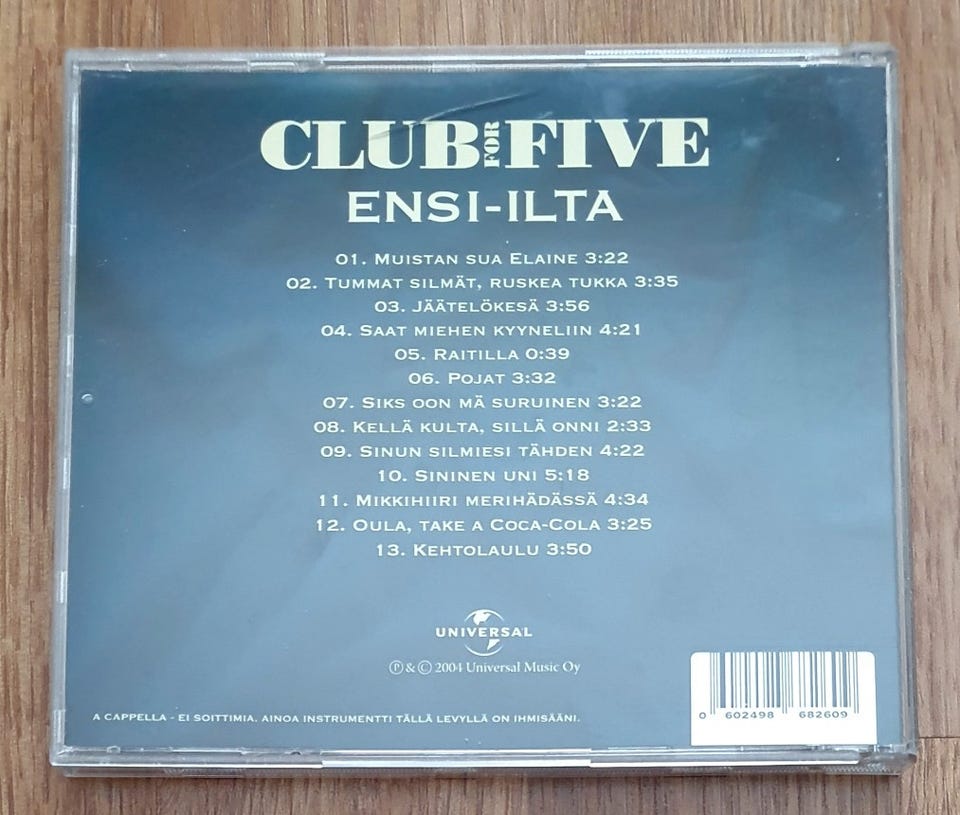 CLUB FOR FIVE
ENSI-ILTA
01. MUISTAN SUA ELAINE 3:22
02. TUMMAT SILMÄT, RUSKEA TUKKA 3:35
03. JÄÄTELÖKESÄ 3:56
04. SAAT MIEHEN KYYNELIIN 4:21
05. RAITILLA 0:39
06. POJAT 3:32
07. SIKS OON MÄ SURUINEN 3:22
08. KELLÄ KULTA, SILLÄ ONNI 2:33
09. SINUN SILMIESI TÄHDEN 4:22
10. SININEN UNI 5:18
11. MIKKIHIIRI MERIHÄDÄSSÄ 4:34
12. OULA, TAKE A COCA-COLA 3:25
13. KEHTOLAULU 3:50
UNIVERSAL
℗ & © 2004 Universal Music Oy
A CAPPELLA - EI SOITTIMIA. AINOA INSTRUMENTTI TÄLLÄ LEVYLLÄ ON IHMISÄÄNI.
0 602498 682609